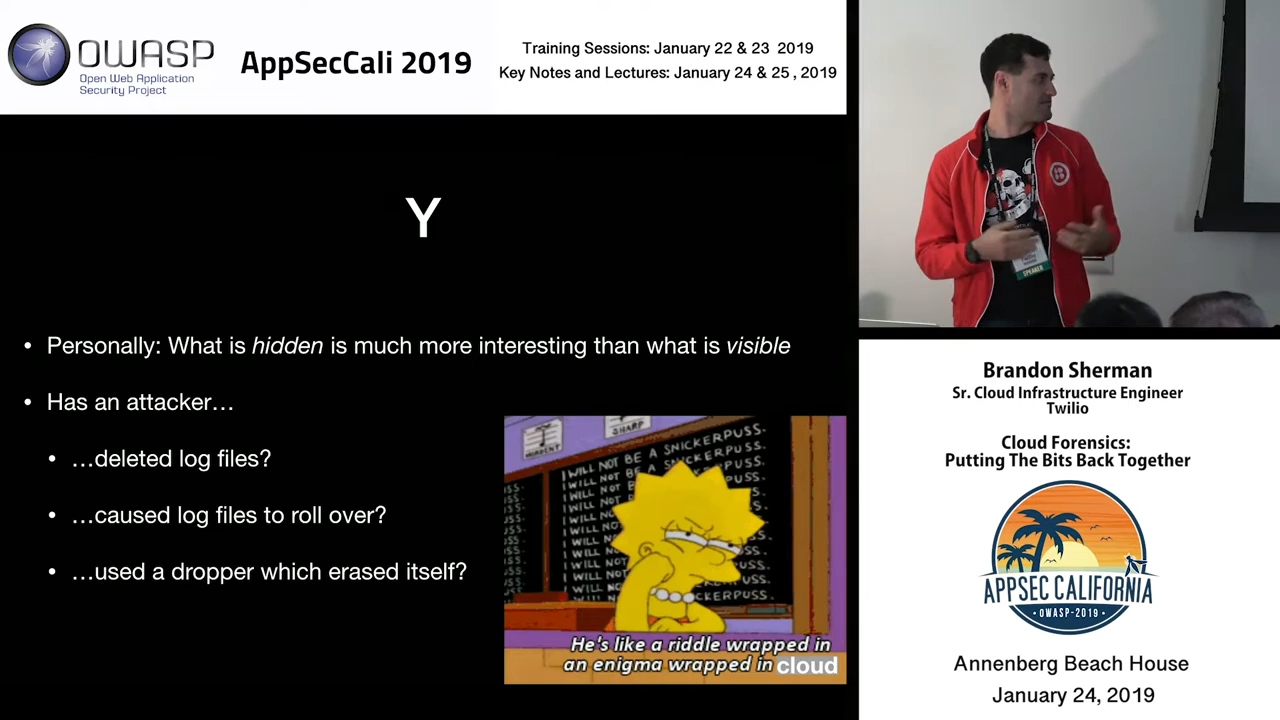 OWASP
Open Web Application
Security Project
AppSecCali 2019
Training Sessions: January 22 & 23 2019
Key Notes and Lectures: January 24 & 25 , 2019
Y
• Personally: What is hidden is much more interesting than what is visible
• Has an attacker…
• …deleted log files?
• …caused log files to roll over?
• …used a dropper which erased itself?
SHARP
I WILL NOT BE A SNICKERPUSS.
He's like a riddle wrapped in
an enigma wrapped in cloud
SPEAKER
Brandon Sherman
Sr. Cloud Infrastructure Engineer
Twilio
Cloud Forensics:
Putting The Bits Back Together
APPSEC CALIFORNIA
• OWASP-2019 •
Annenberg Beach House
January 24, 2019